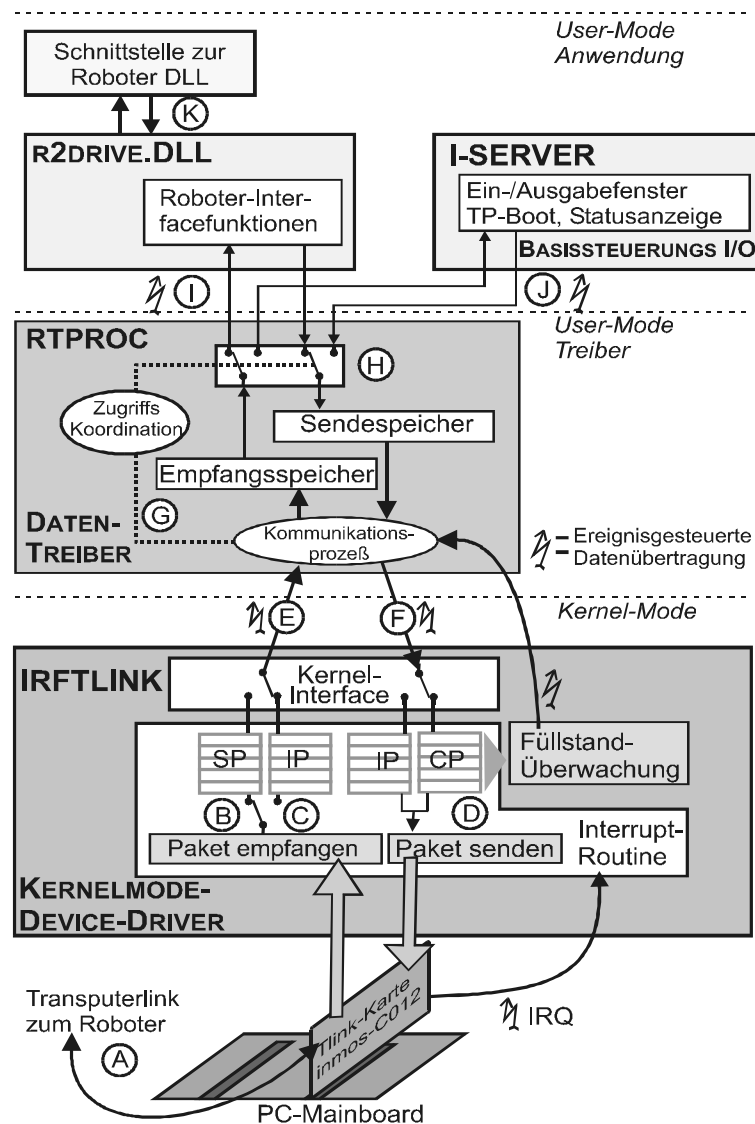 User-Mode
Anwendung
Schnittstelle zur
Roboter DLL
K
R2DRIVE.DLL
Roboter-Inter-
facefunktionen
I-SERVER
Ein-/Ausgabefenster
TP-Boot, Statusanzeige
BASISSTEUERUNGS I/O
I
J
User-Mode
Treiber
RTPROC
H
Zugriffs
Koordination
Sendespeicher
Empfangsspeicher
G
DATEN-
TREIBER
Kommunikations-
prozeß
Ereignisgesteuerte
Datenübertragung
E
F
Kernel-Mode
IRFTLINK
Kernel-
Interface
SP
IP
IP
CP
Füllstand-
Überwachung
B
C
D
Paket empfangen
Paket senden
Interrupt-
Routine
KERNELMODE-
DEVICE-DRIVER
Transputerlink
zum Roboter
A
Tlink-Karte
inmos-C012
IRQ
PC-Mainboard